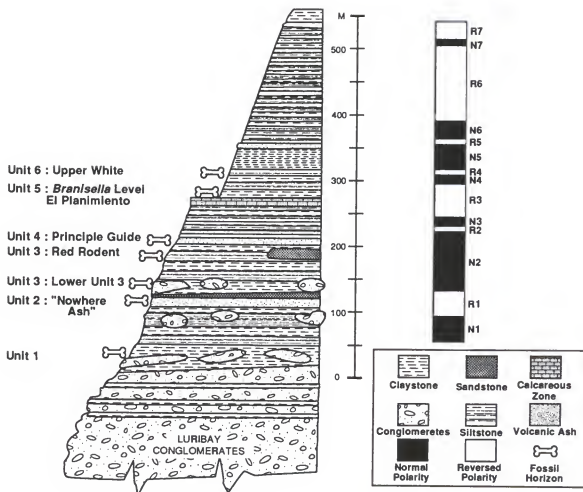 Unit 6 : Upper White
Unit 5 : Branisella Level
El Planimiento
Unit 4 : Principle Guide
Unit 3 : Red Rodent
Unit 3 : Lower Unit 3
Unit 2 : "Nowhere
Ash"
Unit 1
LURIBAY
CONGLOMERATES
M
500
400
300
200
100
0
R7
N7
R6
N6
R5
N5
R4
N4
R3
N3
R2
N2
R1
N1
Claystone
Sandstone
Calcareous
Zone
Conglomeretes
Siltstone
Volcanic Ash
Normal
Polarity
Reversed
Polarity
Fossil
Horizon